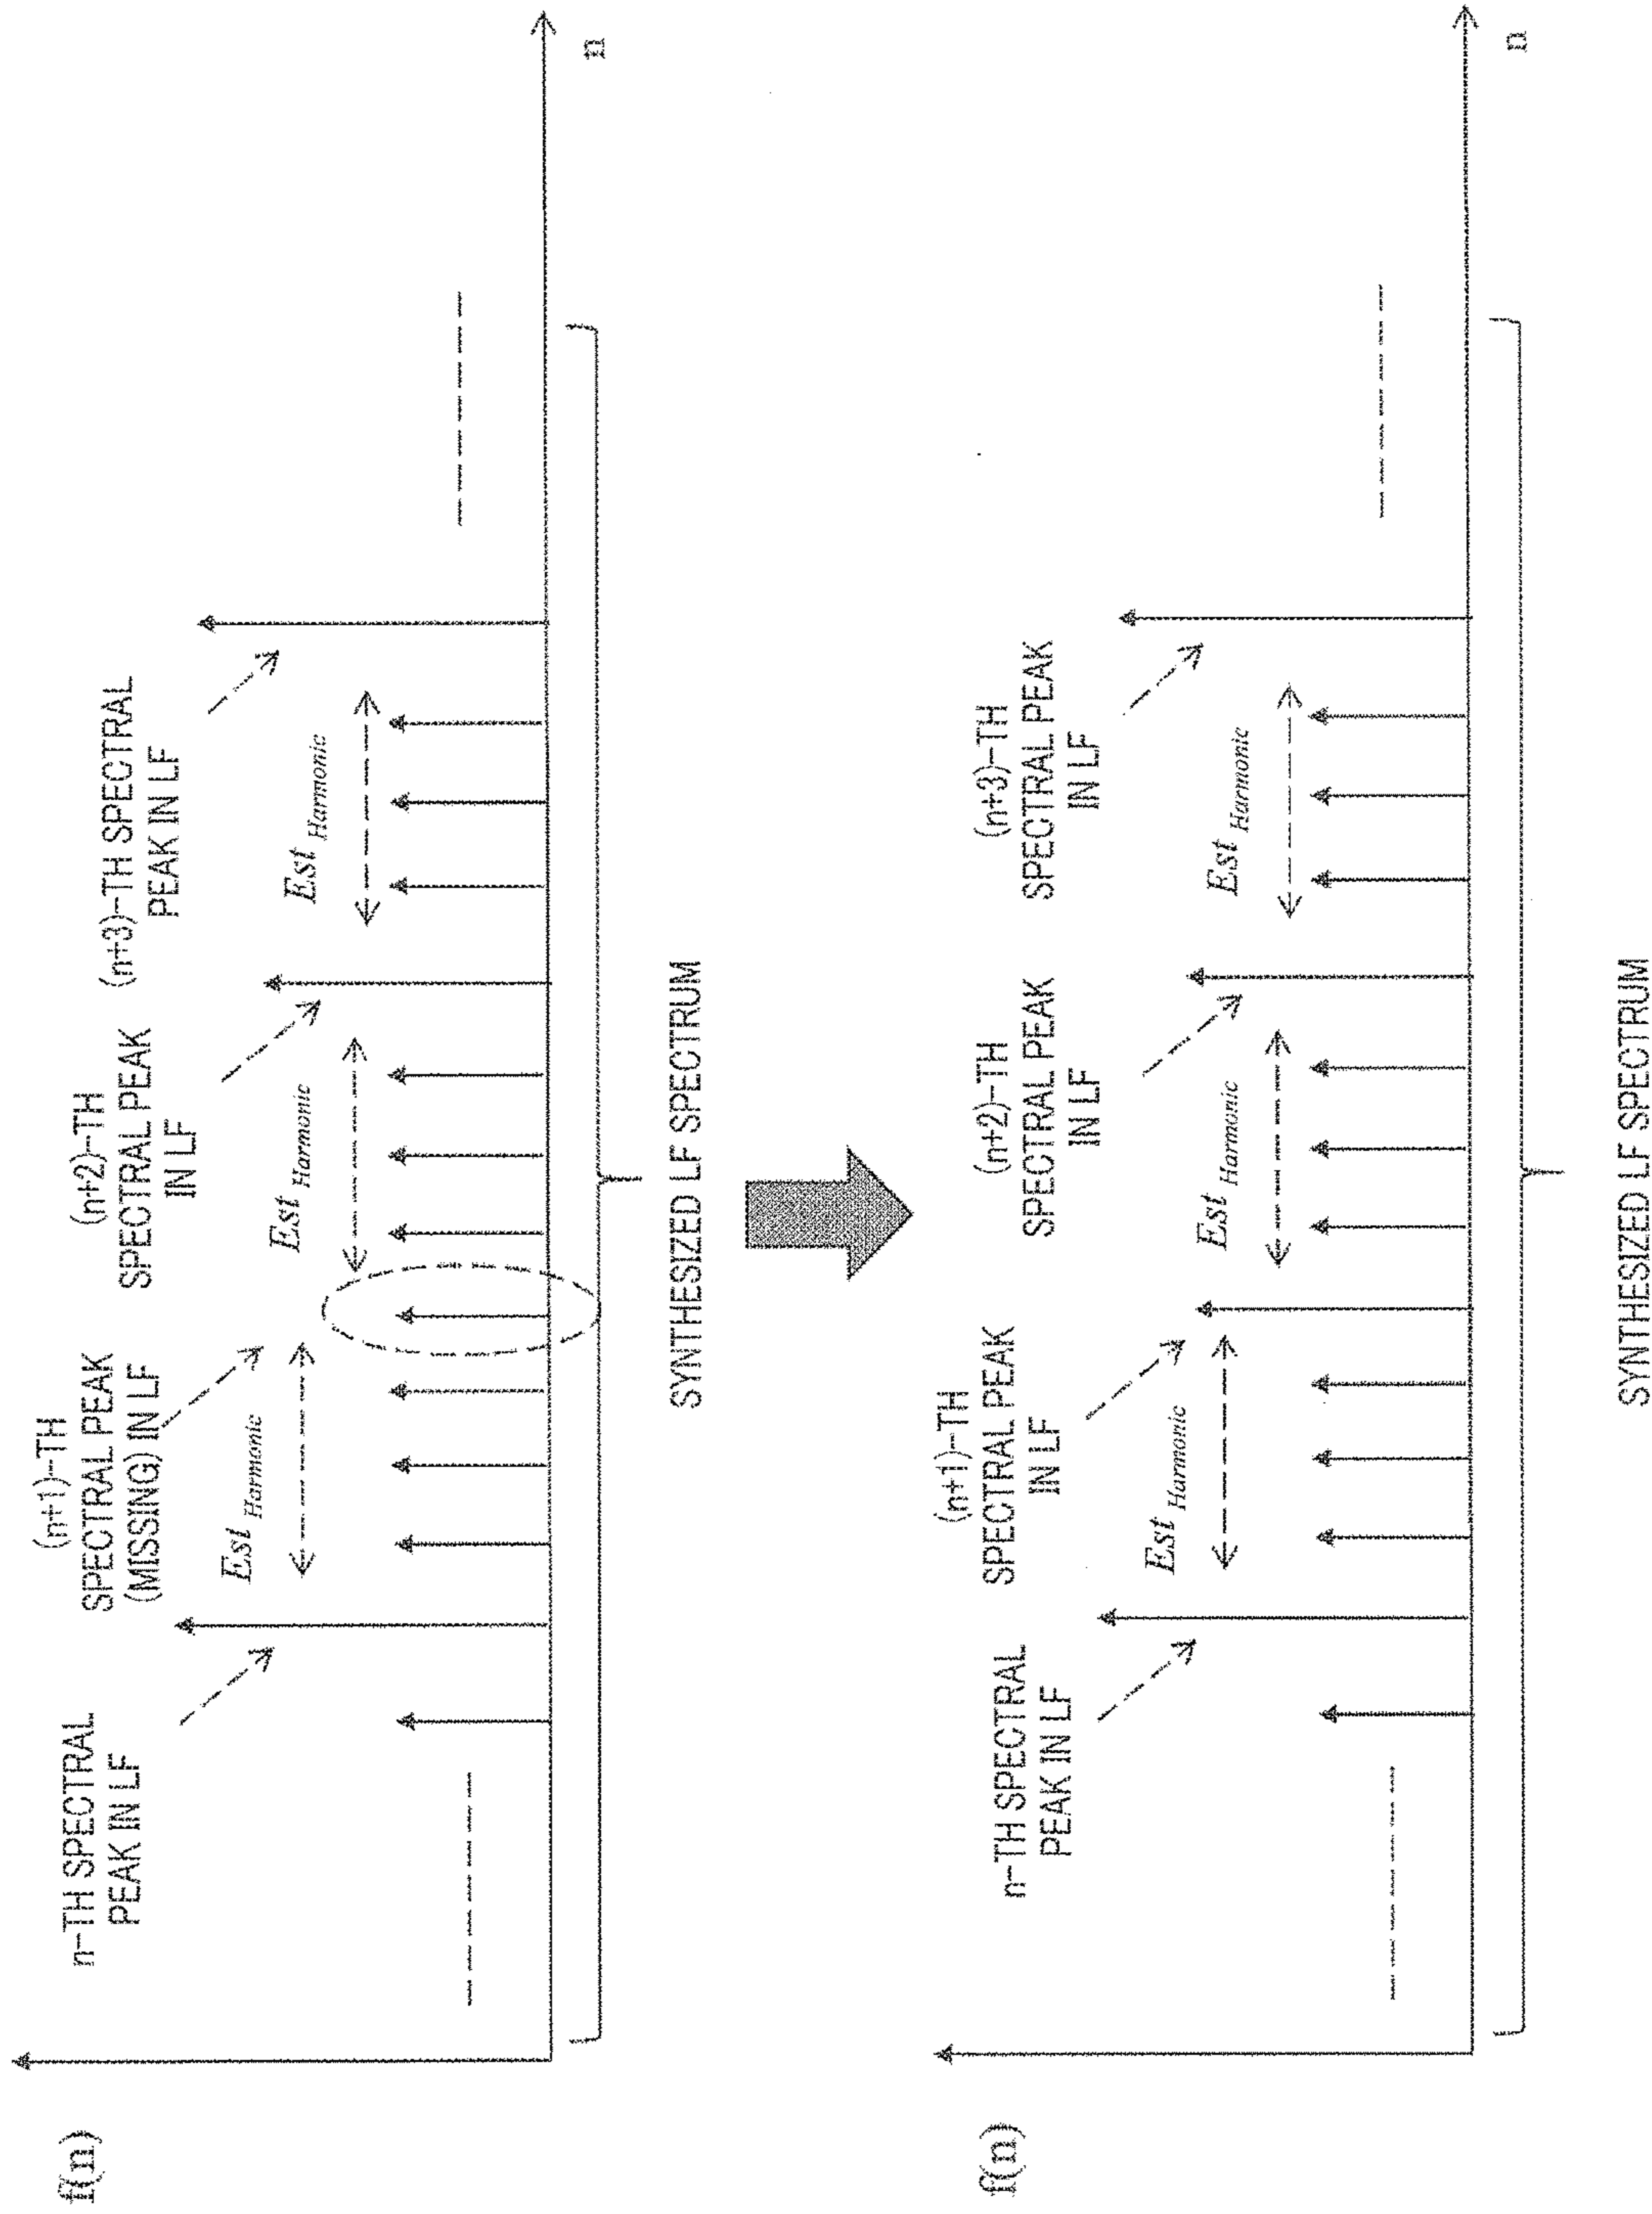 f(n)
n-TH SPECTRAL
PEAK IN LF
(n+1)-TH
SPECTRAL PEAK
(MISSING) IN LF
Est Harmonic
(n+2)-TH
SPECTRAL PEAK
IN LF
Est Harmonic
(n+3)-TH SPECTRAL
PEAK IN LF
Est Harmonic
n
SYNTHESIZED LF SPECTRUM
f(n)
n-TH SPECTRAL
PEAK IN LF
(n+1)-TH
SPECTRAL PEAK
IN LF
Est Harmonic
(n+2)-TH
SPECTRAL PEAK
IN LF
Est Harmonic
(n+3)-TH
SPECTRAL PEAK
IN LF
Est Harmonic
n
SYNTHESIZED LF SPECTRUM